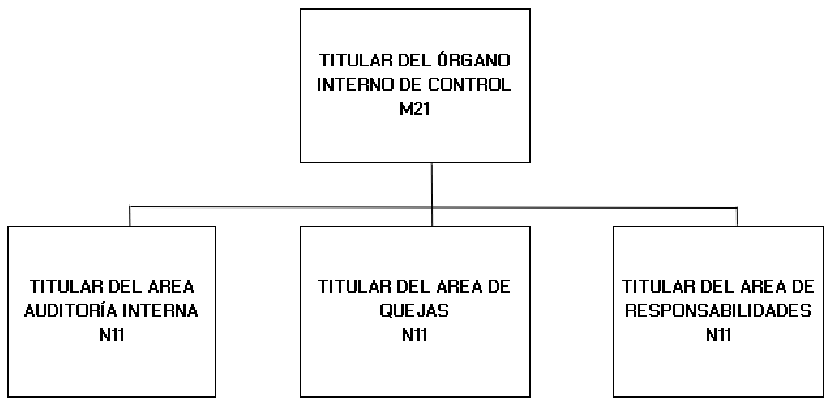 TITULAR DEL ÓRGANO
INTERNO DE CONTROL
M21
TITULAR DEL AREA
AUDITORÍA INTERNA
N11
TITULAR DEL AREA DE
QUEJAS
N11
TITULAR DEL AREA DE
RESPONSABILIDADES
N11